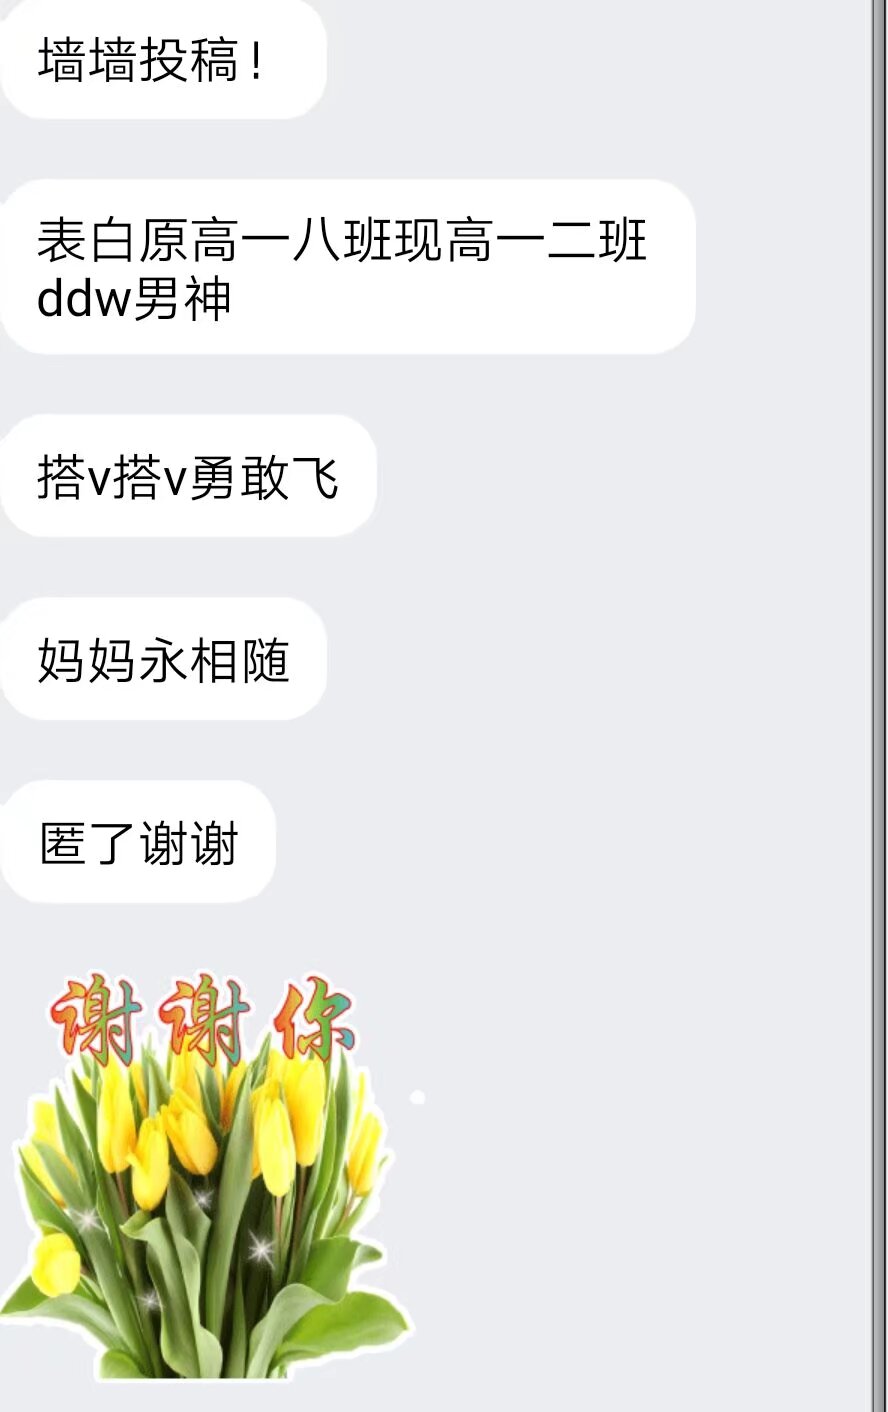 墙墙投稿！
表白原高一八班现高一二班
ddw男神
搭v搭v勇敢飞
妈妈永相随
匿了谢谢
谢谢你